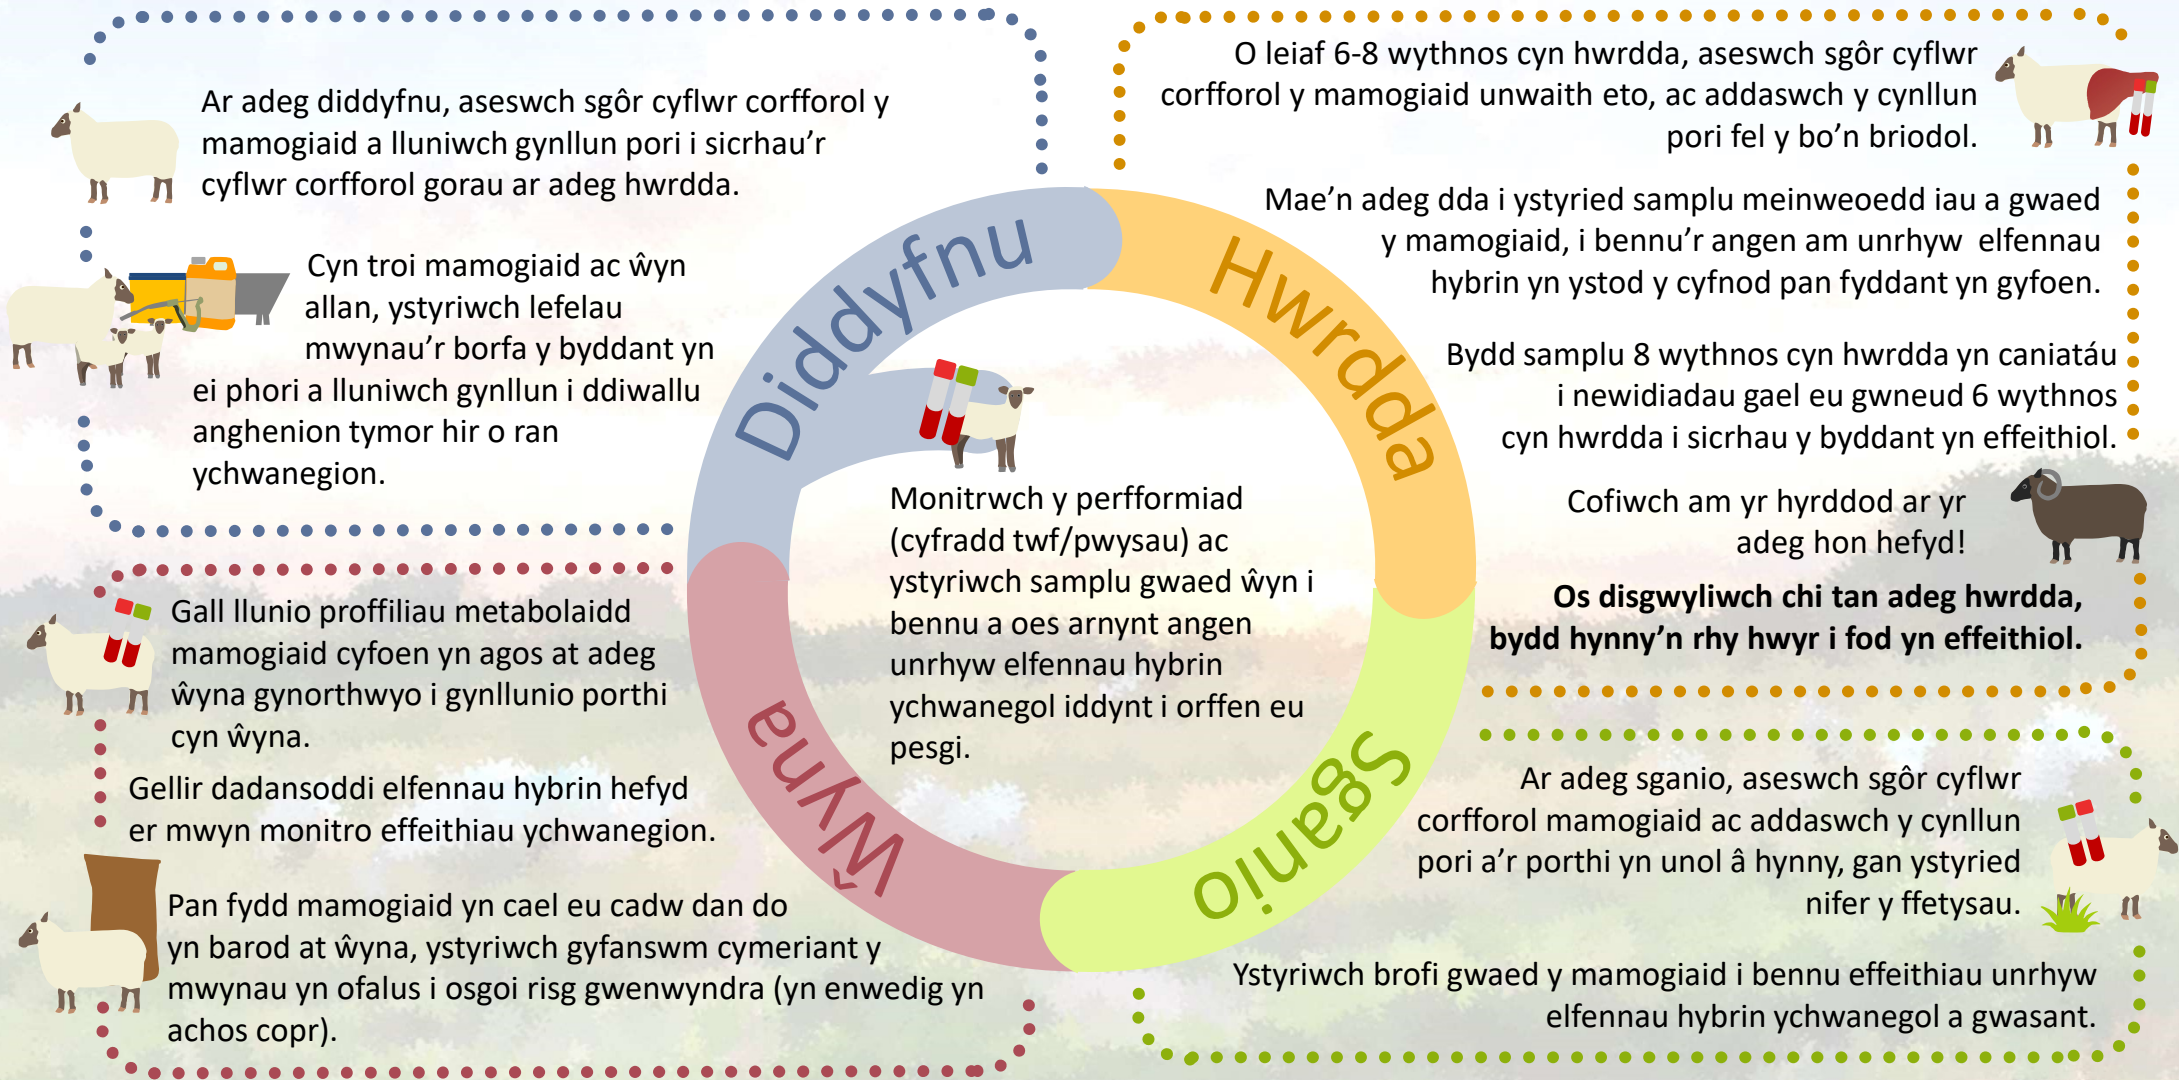 Ar adeg diddyfnu, aseswch sgôr cyflwr corfforol y
mamogiaid a lluniwch gynllun pori i sicrhau’r
cyflwr corfforol gorau ar adeg hwrdda.
Cyn troi mamogiaid ac ŵyn
allan, ystyriwch lefelau
mwynau’r borfa y byddant yn
ei phori a lluniwch gynllun i ddiwallu
anghenion tymor hir o ran
ychwanegion.
Diddyfnu
Hwrdda
O leiaf 6-8 wythnos cyn hwrdda, aseswch sgôr cyflwr
corfforol y mamogiaid unwaith eto, ac addaswch y cynllun
pori fel y bo’n briodol.
Mae’n adeg dda i ystyried samplu meinweoedd iau a gwaed
y mamogiaid, i bennu’r angen am unrhyw elfennau
hybrin yn ystod y cyfnod pan fyddant yn gyfoen.
Bydd samplu 8 wythnos cyn hwrdda yn caniatáu
i newidiadau gael eu gwneud 6 wythnos
cyn hwrdda i sicrhau y byddant yn effeithiol.
Cofiwch am yr hyrddod ar yr
adeg hon hefyd!
Os disgwyliwch chi tan adeg hwrdda,
bydd hynny’n rhy hwyr i fod yn effeithiol.
Monitrwch y perfformiad
(cyfradd twf/pwysau) ac
ystyriwch samplu gwaed ŵyn i
bennu a oes arnynt angen
unrhyw elfennau hybrin
ychwanegol iddynt i orffen eu
pesgi.
Sganio
Ar adeg sganio, aseswch sgôr cyflwr
corfforol mamogiaid ac addaswch y cynllun
pori a’r porthi yn unol â hynny, gan ystyried
nifer y ffetysau.
Ystyriwch brofi gwaed y mamogiaid i bennu effeithiau unrhyw
elfennau hybrin ychwanegol a gwasant.
Ŵyna
Gall llunio proffiliau metabolaidd
mamogiaid cyfoen yn agos at adeg
ŵyna gynorthwyo i gynllunio porthi
cyn ŵyna.
Gellir dadansoddi elfennau hybrin hefyd
er mwyn monitro effeithiau ychwanegion.
Pan fydd mamogiaid yn cael eu cadw dan do
yn barod at ŵyna, ystyriwch gyfanswm cymeriant y
mwynau yn ofalus i osgoi risg gwenwyndra (yn enwedig yn
achos copr).